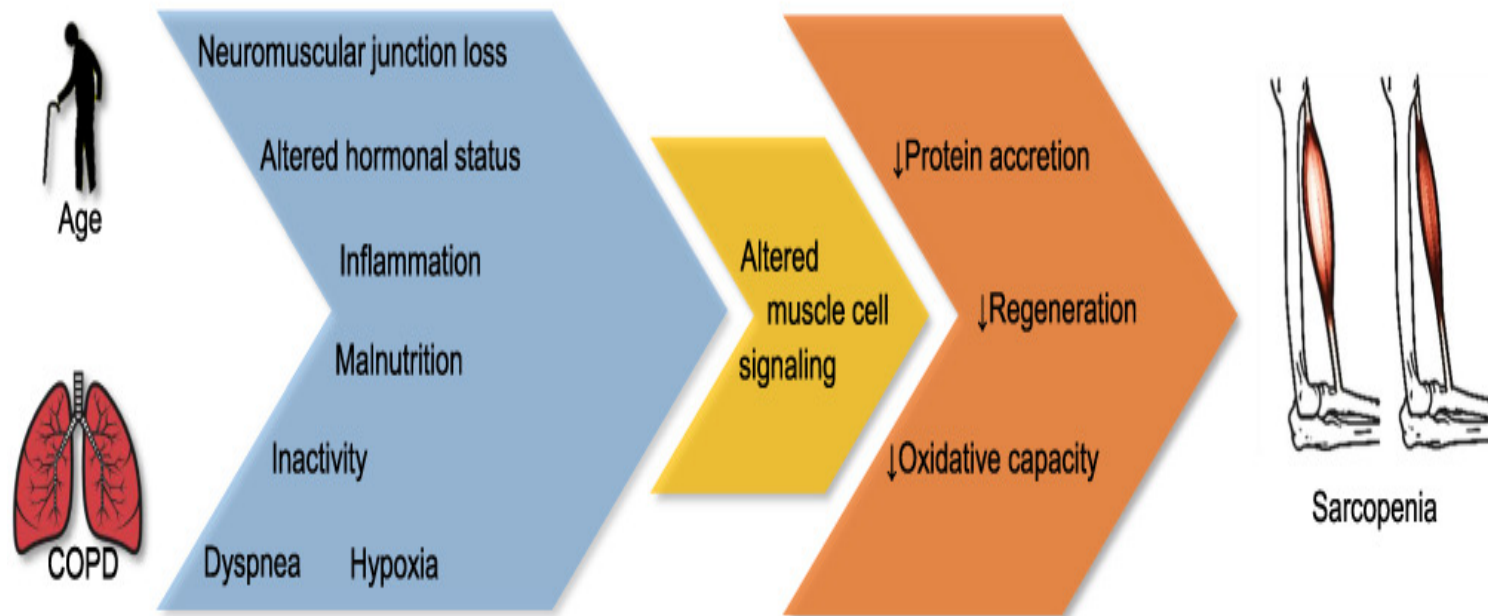 Age
COPD
Neuromuscular junction loss
Altered hormonal status
Inflammation
Malnutrition
Inactivity
Dyspnea Hypoxia
Altered
muscle cell
signaling
↓Protein accretion
↓Regeneration
↓Oxidative capacity
Sarcopenia